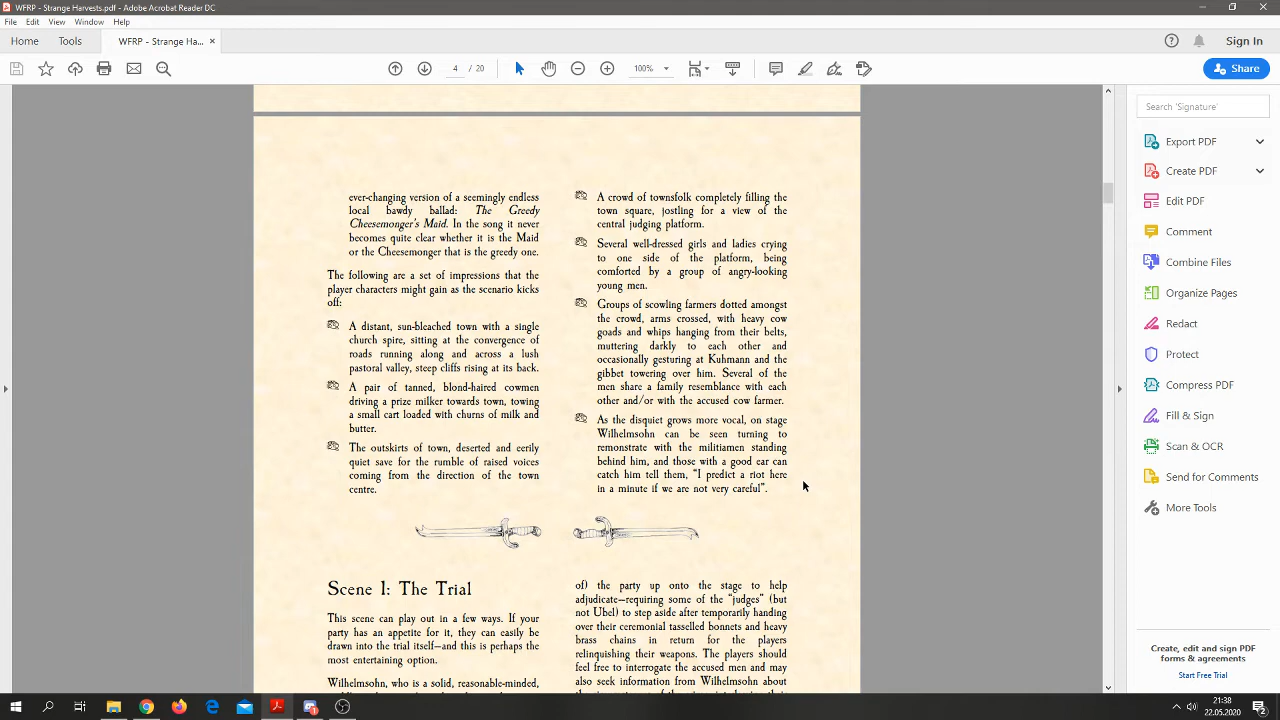 WFRP - Strange Harvests.pdf - Adobe Acrobat Reader DC
File Edit View Window Help
Home Tools WFRP - Strange Ha... ×
Sign In
4 / 20
100%
Share
ever-changing version of a seemingly endless
local bawdy ballad: The Greedy
Cheesemonger's Maid. In the song it never
becomes quite clear whether it is the Maid
or the Cheesemonger that is the greedy one.
The following are a set of impressions that the
player characters might gain as the scenario kicks
off:
A distant, sun-bleached town with a single
church spire, sitting at the convergence of
roads running along and across a lush
pastoral valley, steep cliffs rising at its back.
A pair of tanned, blond-haired cowmen
driving a prize milker towards town, towing
a small cart loaded with churns of milk and
butter.
The outskirts of town, deserted and eerily
quiet save for the rumble of raised voices
coming from the direction of the town
centre.
A crowd of townsfolk completely filling the
town square, jostling for a view of the
central judging platform.
Several well-dressed girls and ladies crying
to one side of the platform, being
comforted by a group of angry-looking
young men.
Groups of scowling farmers dotted amongst
the crowd, arms crossed, with heavy cow
goads and whips hanging from their belts,
muttering darkly to each other and
occasionally gesturing at Kuhmann and the
gibbet towering over him. Several of the
men share a family resemblance with each
other and/or with the accused cow farmer.
As the disquiet grows more vocal, on stage
Wilhelmsohn can be seen turning to
remonstrate with the militiamen standing
behind him, and those with a good ear can
catch him tell them, “I predict a riot here
in a minute if we are not very careful”.
Scene 1: The Trial
This scene can play out in a few ways. If your
party has an appetite for it, they can easily be
drawn into the trial itself—and this is perhaps the
most entertaining option.
Wilhelmsohn, who is a solid, reasonable-minded,
of) the party up onto the stage to help
adjudicate—requiring some of the “judges” (but
not Ubel) to step aside after temporarily handing
over their ceremonial tasselled bonnets and heavy
brass chains in return for the players
relinquishing their weapons. The players should
feel free to interrogate the accused men and may
also seek information from Wilhelmsohn about
Search 'Signature'
Export PDF
Create PDF
Edit PDF
Comment
Combine Files
Organize Pages
Redact
Protect
Compress PDF
Fill & Sign
Scan & OCR
Send for Comments
More Tools
Create, edit and sign PDF
forms & agreements
Start Free Trial
21:38
22.05.2020